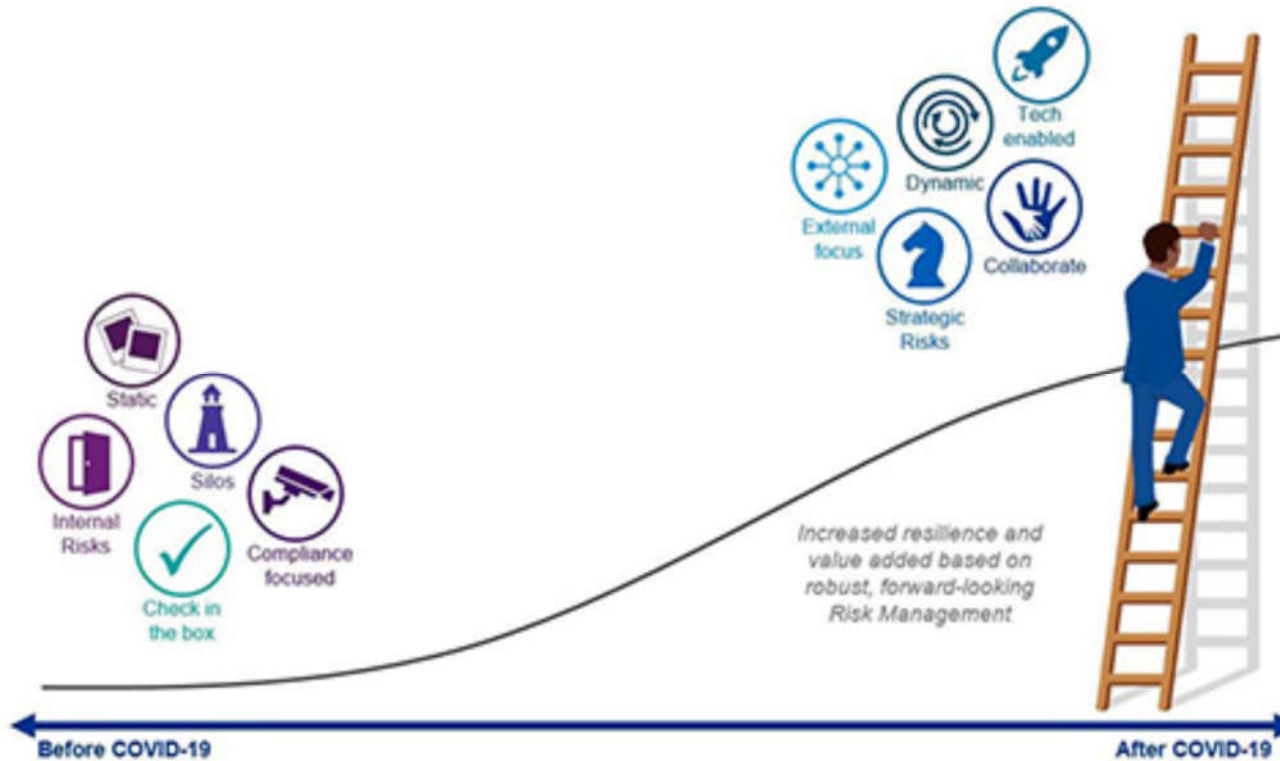 Static
Silos
Internal
Risks
Compliance
focused
Check in
the box
Tech
enabled
Dynamic
External
focus
Collaborate
Strategic
Risks
Increased resilience and
value added based on
robust, forward-looking
Risk Management
Before COVID-19
After COVID-19